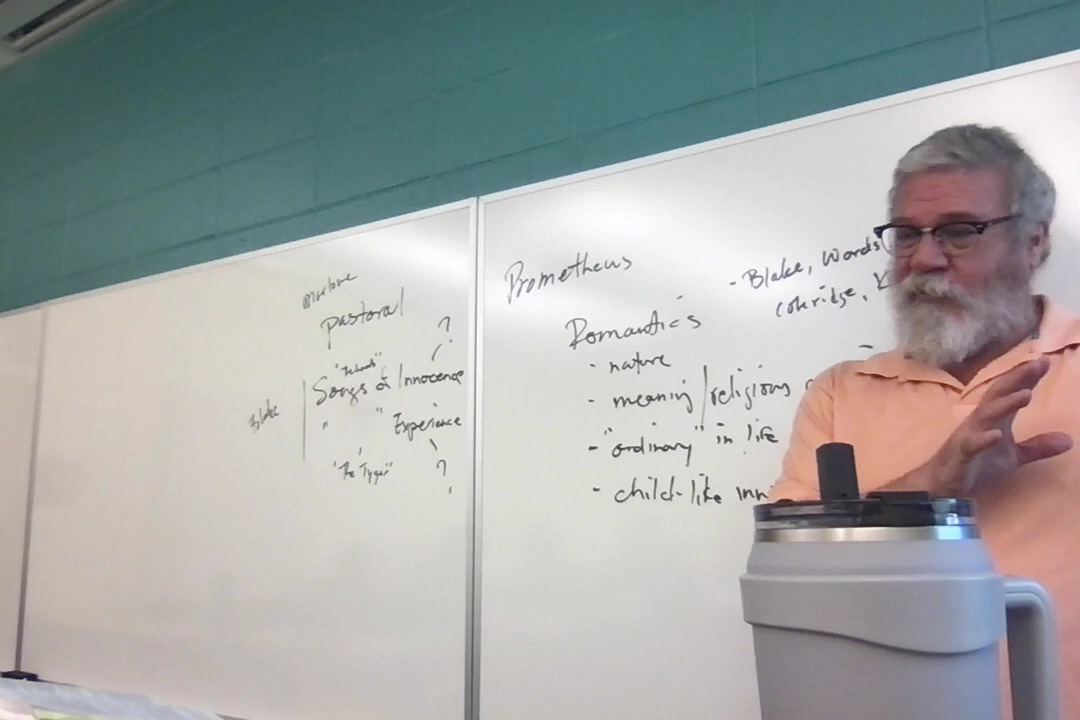 Marlowe
Pastoral
?
Songs of Innocence
Blake
" Experience
"The Tyger"
?
Prometheus
Romantics
- nature
- meaning/religious
- "ordinary" in life
- child-like inn
- Blake, Words
Coleridge, K